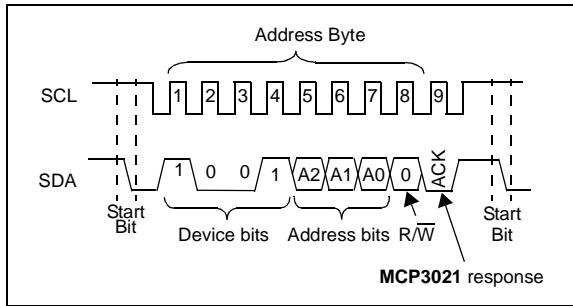 Address Byte
SCL 1 2 3 4 5 6 7 8 9
SDA 1 0 0 1 A2 A1 A0 0 ACK
Start Bit
Device bits
Address bits
R/W̅
Start Bit
MCP3021 response